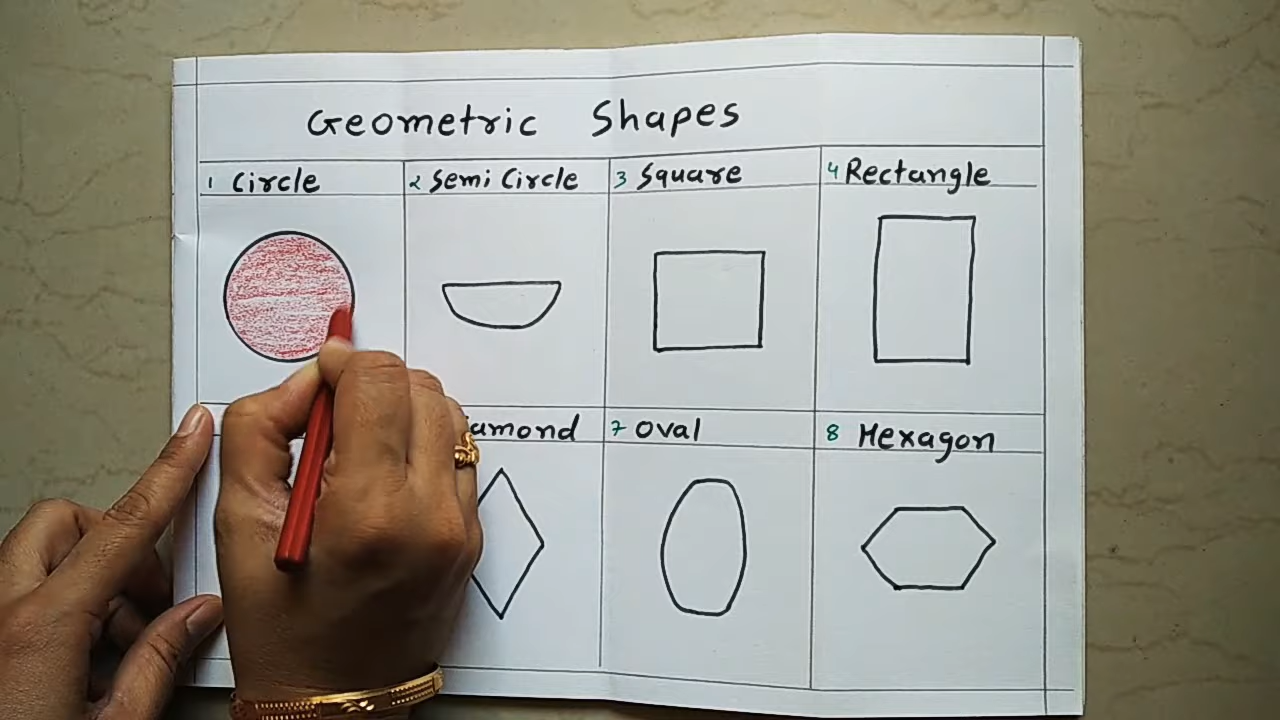 Geometric Shapes
1 Circle
2 Semi Circle
3 Square
4 Rectangle
7 Oval
8 Hexagon